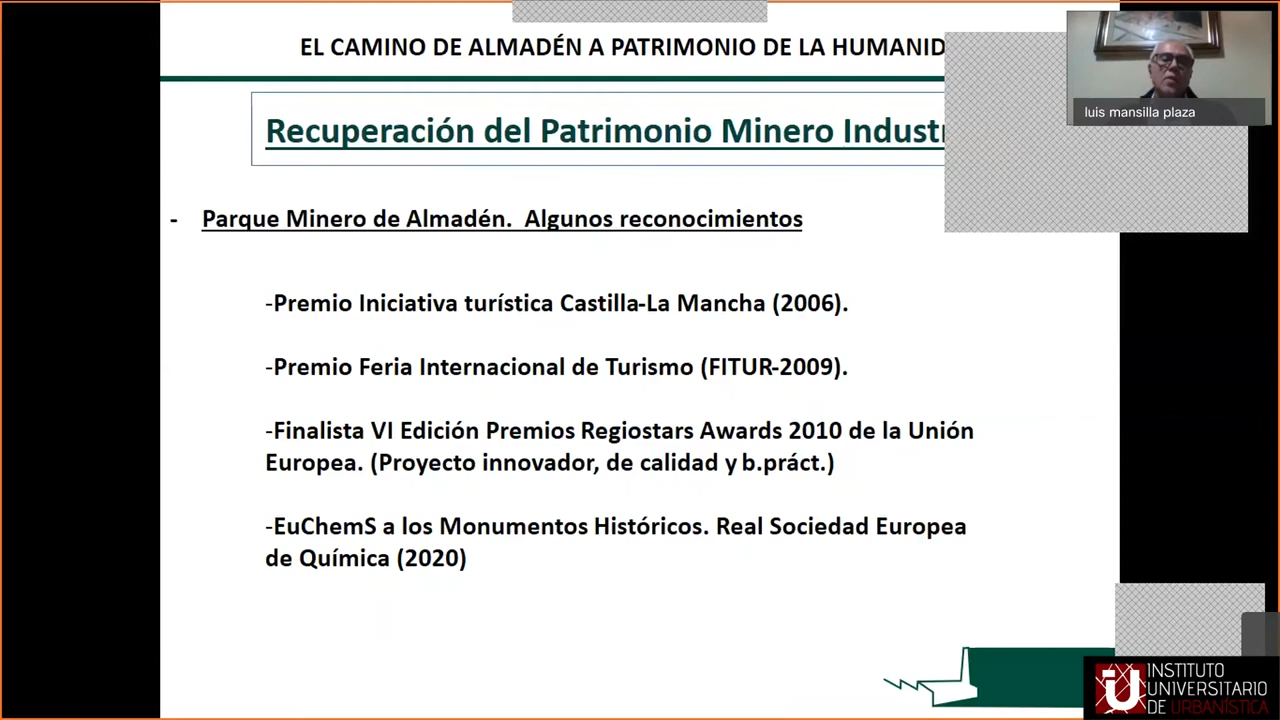 EL CAMINO DE ALMADÉN A PATRIMONIO DE LA
luis mansilla plaza
Recuperación del Patrimonio Minero
- Parque Minero de Almadén. Algunos reconocimientos
-Premio Iniciativa turística Castilla-La Mancha (2006).
-Premio Feria Internacional de Turismo (FITUR-2009).
-Finalista VI Edición Premios Regiostars Awards 2010 de la Unión
Europea. (Proyecto innovador, de calidad y b.práct.)
-EuChemS a los Monumentos Históricos. Real Sociedad Europea
de Química (2020)
INSTITUTO
UNIVERSITARIO
DE URBANÍSTICA